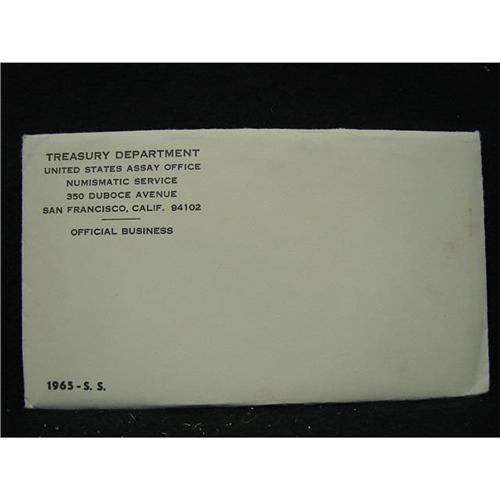 TREASURY DEPARTMENT
UNITED STATES ASSAY OFFICE
NUMISMATIC SERVICE
350 DUBOCE AVENUE
SAN FRANCISCO, CALIF. 94102
OFFICIAL BUSINESS
1965 - S. S.